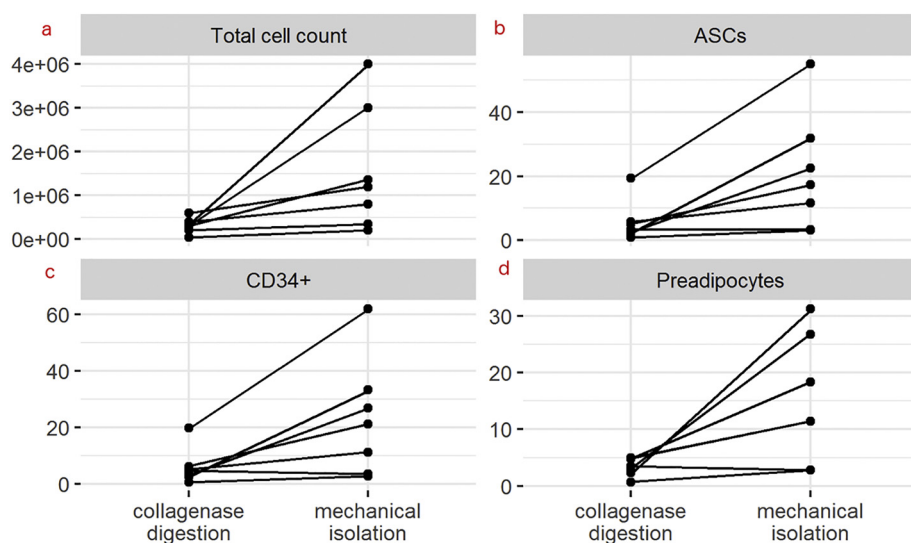 a
Total cell count
4e+06
3e+06
2e+06
1e+06
0e+00
b
ASCs
40
20
0
c
CD34+
60
40
20
0
collagenase
digestion
mechanical
isolation
d
Preadipocytes
30
20
10
0
collagenase
digestion
mechanical
isolation